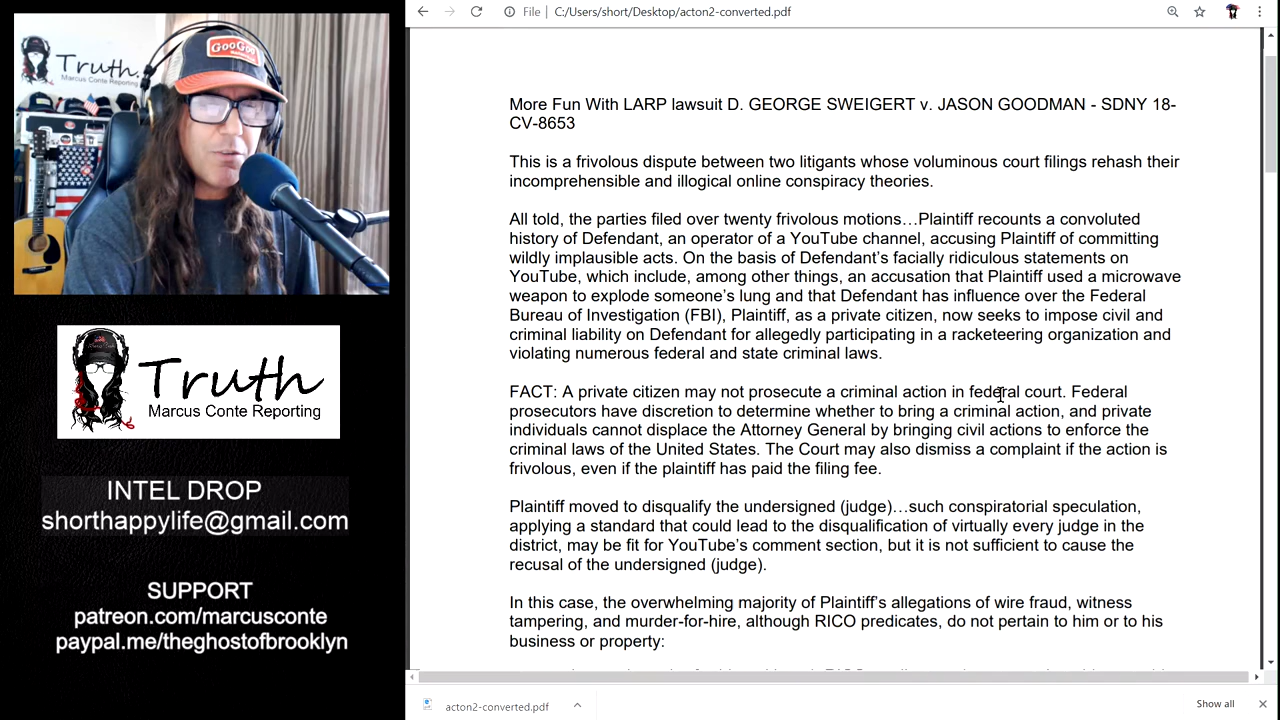 Truth.
Marcus Conte Reporting
GOOGOO
Truth
Marcus Conte Reporting
INTEL DROP
shorthappylife@gmail.com
SUPPORT
patreon.com/marcusconte
paypal.me/theghostofbrooklyn
File | C:/Users/short/Desktop/acton2-converted.pdf
More Fun With LARP lawsuit D. GEORGE SWEIGERT v. JASON GOODMAN - SDNY 18-
CV-8653
This is a frivolous dispute between two litigants whose voluminous court filings rehash their
incomprehensible and illogical online conspiracy theories.
All told, the parties filed over twenty frivolous motions…Plaintiff recounts a convoluted
history of Defendant, an operator of a YouTube channel, accusing Plaintiff of committing
wildly implausible acts. On the basis of Defendant's facially ridiculous statements on
YouTube, which include, among other things, an accusation that Plaintiff used a microwave
weapon to explode someone's lung and that Defendant has influence over the Federal
Bureau of Investigation (FBI), Plaintiff, as a private citizen, now seeks to impose civil and
criminal liability on Defendant for allegedly participating in a racketeering organization and
violating numerous federal and state criminal laws.
FACT: A private citizen may not prosecute a criminal action in federal court. Federal
prosecutors have discretion to determine whether to bring a criminal action, and private
individuals cannot displace the Attorney General by bringing civil actions to enforce the
criminal laws of the United States. The Court may also dismiss a complaint if the action is
frivolous, even if the plaintiff has paid the filing fee.
Plaintiff moved to disqualify the undersigned (judge)…such conspiratorial speculation,
applying a standard that could lead to the disqualification of virtually every judge in the
district, may be fit for YouTube's comment section, but it is not sufficient to cause the
recusal of the undersigned (judge).
In this case, the overwhelming majority of Plaintiff's allegations of wire fraud, witness
tampering, and murder-for-hire, although RICO predicates, do not pertain to him or to his
business or property:
acton2-converted.pdf
Show all